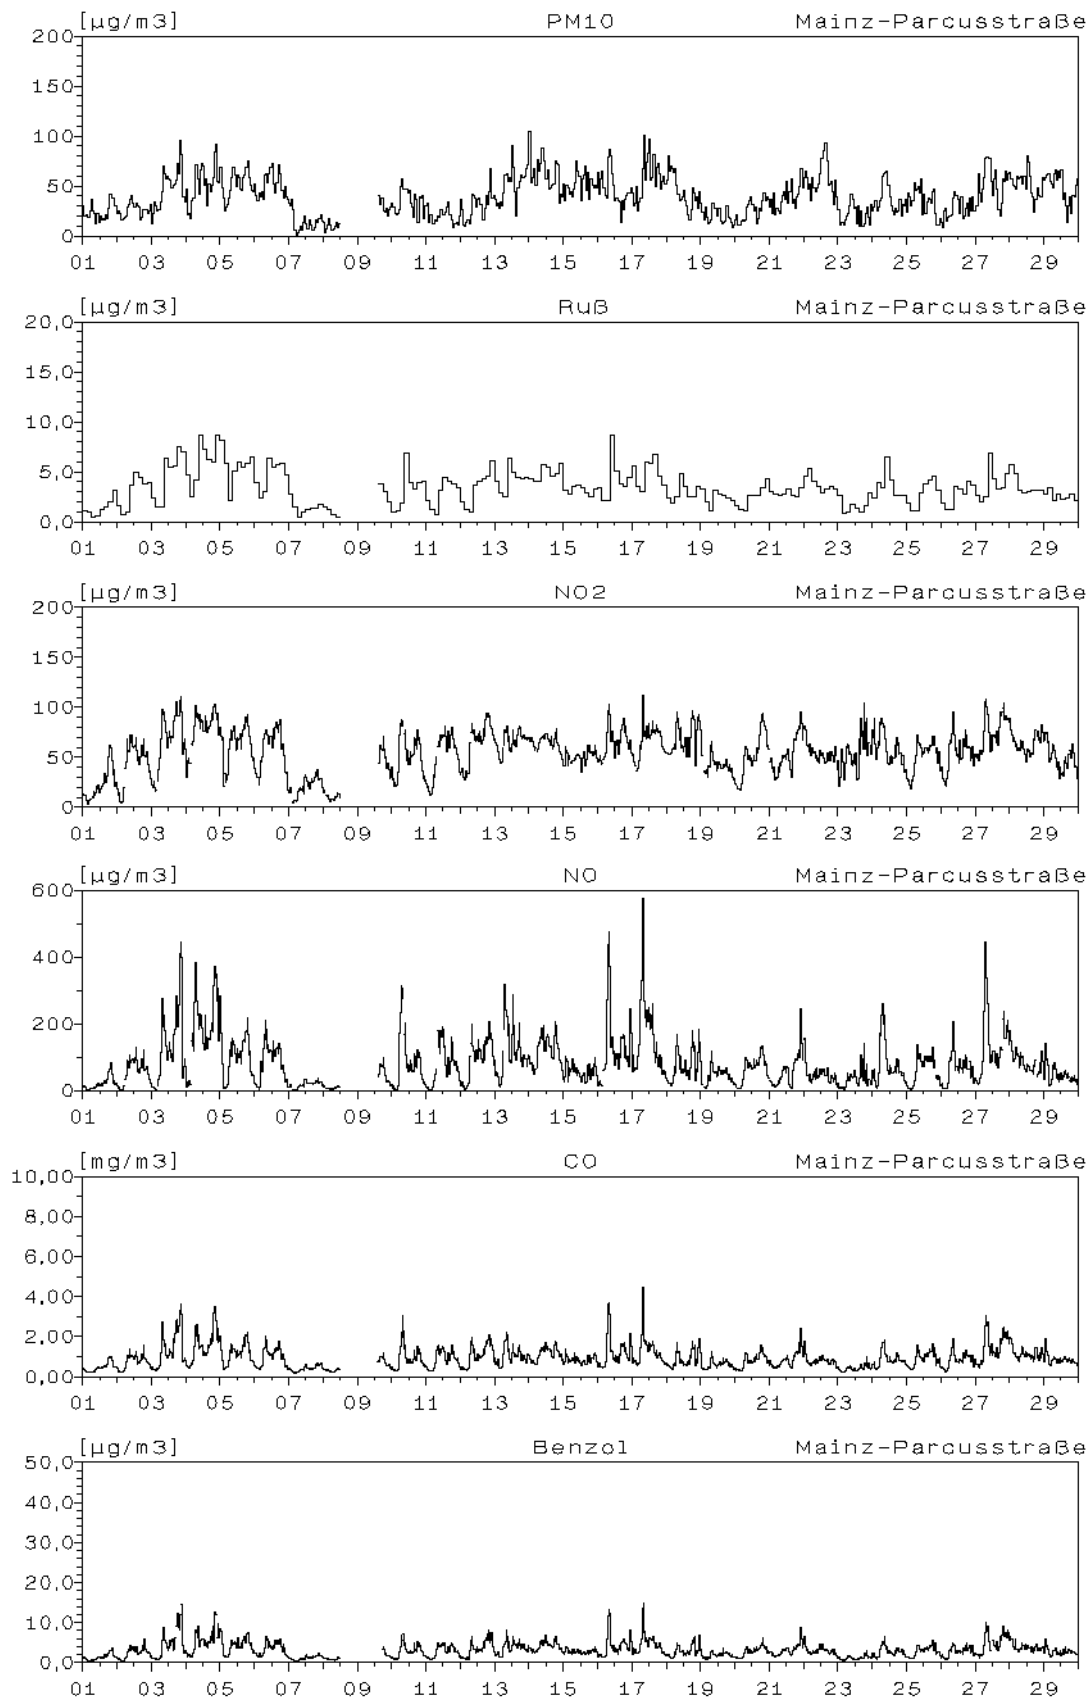 [µg/m3] PM10 Mainz-Parcusstraße
200
150
100
50
0
01 03 05 07 09 11 13 15 17 19 21 23 25 27 29
[µg/m3] Ruß Mainz-Parcusstraße
20,0
15,0
10,0
5,0
0,0
01 03 05 07 09 11 13 15 17 19 21 23 25 27 29
[µg/m3] NO2 Mainz-Parcusstraße
200
150
100
50
0
01 03 05 07 09 11 13 15 17 19 21 23 25 27 29
[µg/m3] NO Mainz-Parcusstraße
600
400
200
0
01 03 05 07 09 11 13 15 17 19 21 23 25 27 29
[mg/m3] CO Mainz-Parcusstraße
10,00
8,00
6,00
4,00
2,00
0,00
01 03 05 07 09 11 13 15 17 19 21 23 25 27 29
[µg/m3] Benzol Mainz-Parcusstraße
50,0
40,0
30,0
20,0
10,0
0,0
01 03 05 07 09 11 13 15 17 19 21 23 25 27 29